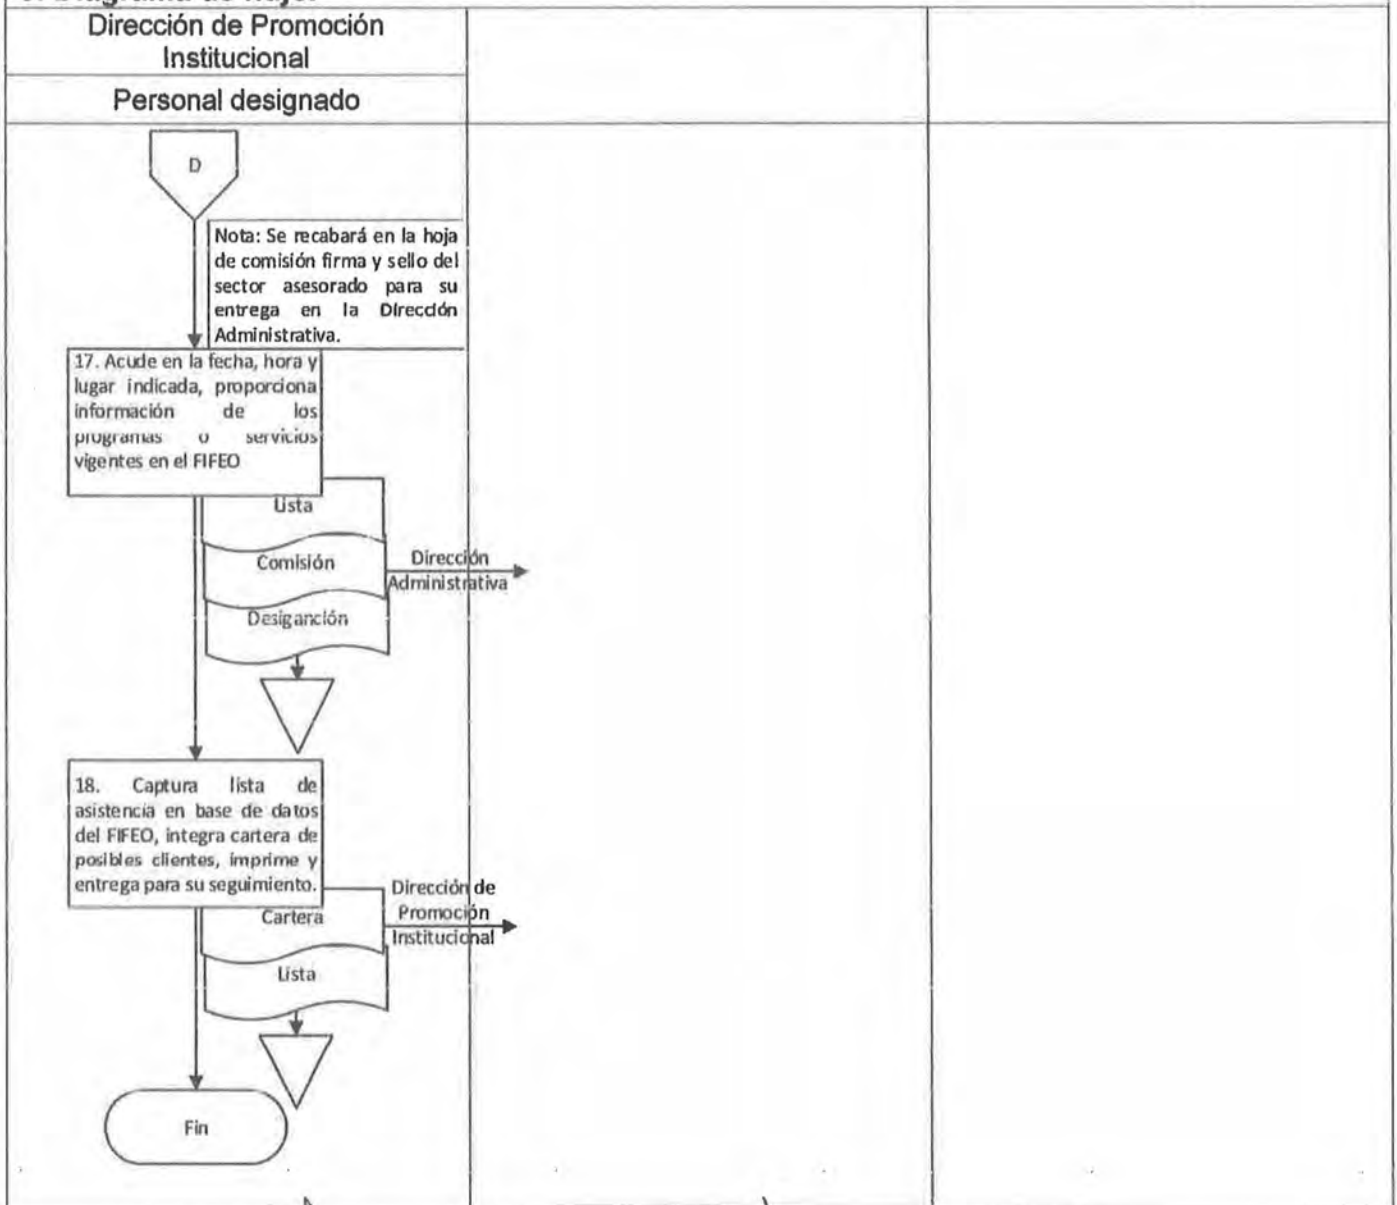 Dirección de Promoción
Institucional
Personal designado
D
Nota: Se recabará en la hoja
de comisión firma y sello del
sector asesorado para su
entrega en la Dirección
Administrativa.
17. Acude en la fecha, hora y
lugar indicada, proporciona
información de los
programas o servicios
vigentes en el FIFEO
Lista
Comisión
Desigańción
Dirección
Administrativa
18. Captura lista de
asistencia en base de datos
del FIFEO, integra cartera de
posibles clientes, imprime y
entrega para su seguimiento.
Cartera
Lista
Dirección de
Promoción
Institucional
Fin